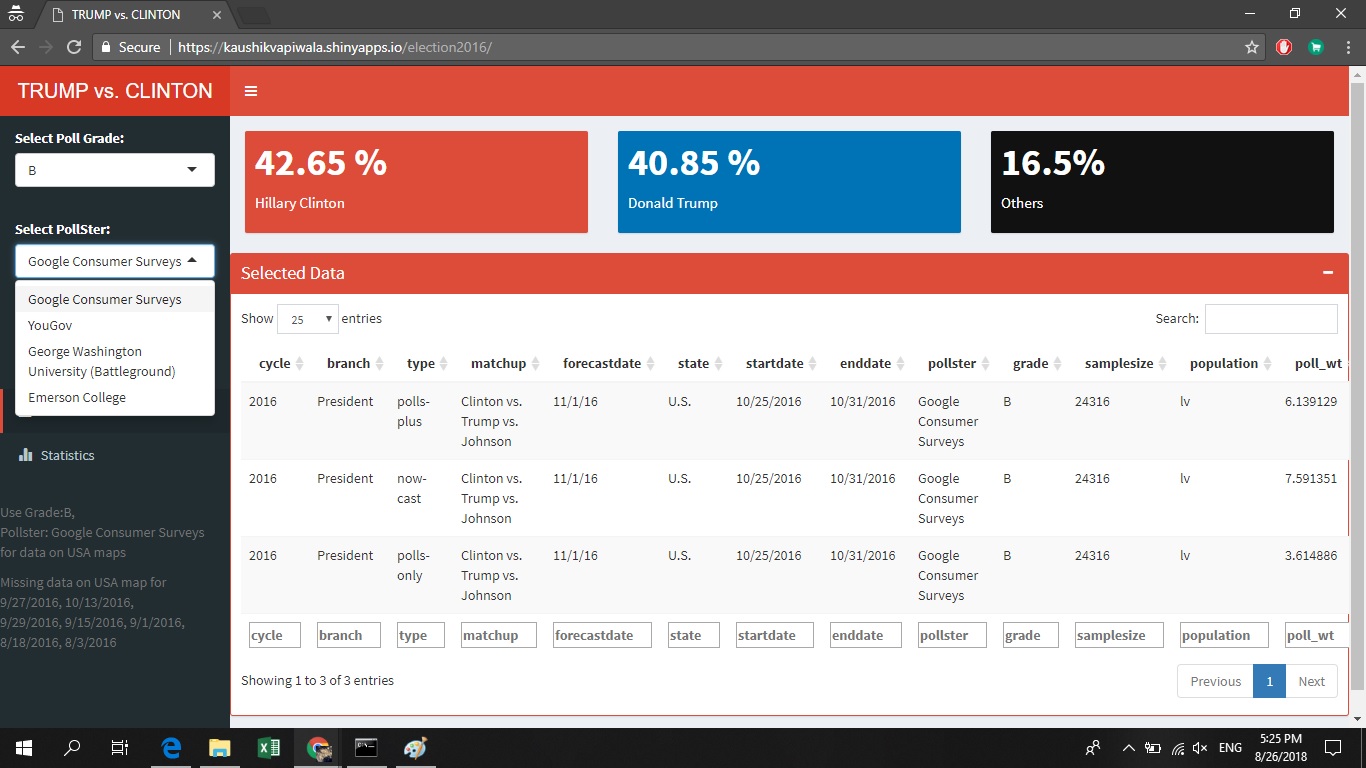 TRUMP vs. CLINTON
Secure https://kaushikvapiwala.shinyapps.io/election2016/
TRUMP vs. CLINTON
Select Poll Grade:
B
Select PollSter:
Google Consumer Surveys
Google Consumer Surveys
YouGov
George Washington
University (Battleground)
Emerson College
Statistics
Use Grade:B,
Pollster: Google Consumer Surveys
for data on USA maps
Missing data on USA map for
9/27/2016, 10/13/2016,
9/29/2016, 9/15/2016, 9/1/2016,
8/18/2016, 8/3/2016
42.65 %
Hillary Clinton
40.85 %
Donald Trump
16.5%
Others
Selected Data
Show 25 entries Search:
cycle branch type matchup forecastdate state startdate enddate pollster grade samplesize population poll_wt
2016 President polls- Clinton vs. 11/1/16 U.S. 10/25/2016 10/31/2016 Google B 24316 lv 6.139129
plus Trump vs. Consumer
Johnson Surveys
2016 President now- Clinton vs. 11/1/16 U.S. 10/25/2016 10/31/2016 Google B 24316 lv 7.591351
cast Trump vs. Consumer
Johnson Surveys
2016 President polls- Clinton vs. 11/1/16 U.S. 10/25/2016 10/31/2016 Google B 24316 lv 3.614886
only Trump vs. Consumer
Johnson Surveys
cycle branch type matchup forecastdate state startdate enddate pollster grade samplesize population poll_wt
Showing 1 to 3 of 3 entries
Previous 1 Next
ENG
5:25 PM
8/26/2018